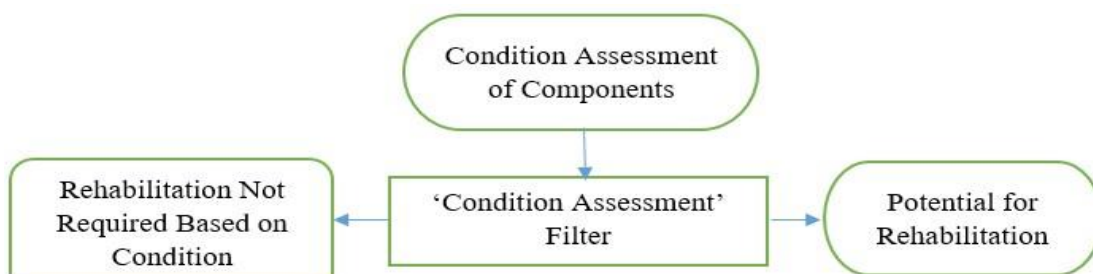 Condition Assessment
of Components
Rehabilitation Not
Required Based on
Condition
‘Condition Assessment’
Filter
Potential for
Rehabilitation